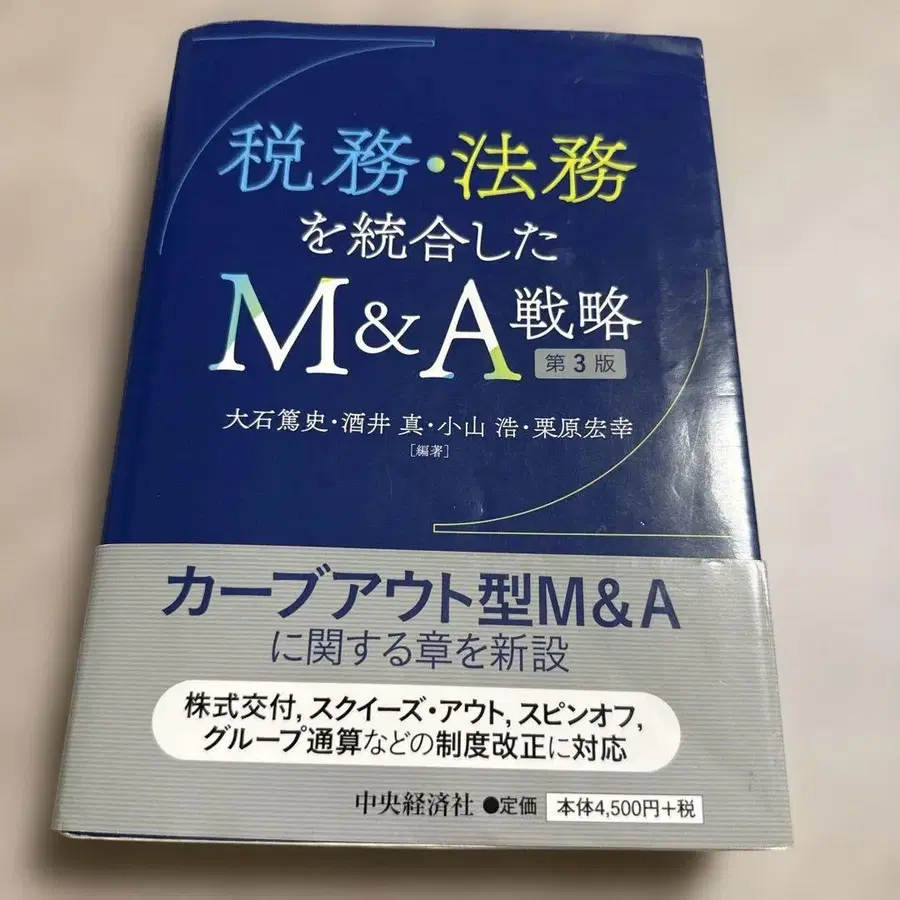 税務・法務
を統合した
M&A戦略
第3版
大石篤史・酒井 真・小山 浩・栗原宏幸
[編著]
カーブアウト型M&A
に関する章を新設
株式交付,スクイーズ・アウト,スピンオフ,
グループ通算などの制度改正に対応
中央経済社 ●定価 本体4,500円+税